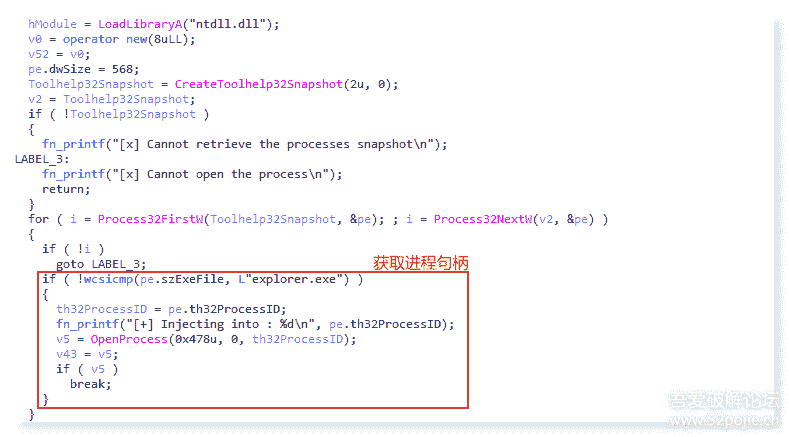 hModule = LoadLibraryA("ntdll.dll");
v0 = operator new(8uLL);
v52 = v0;
pe.dwSize = 568;
Toolhelp32Snapshot = CreateToolhelp32Snapshot(2u, 0);
v2 = Toolhelp32Snapshot;
if ( !Toolhelp32Snapshot )
{
fn_printf("[x] Cannot retrieve the processes snapshot\n");
LABEL_3:
fn_printf("[x] Cannot open the process\n");
return;
}
for ( i = Process32FirstW(Toolhelp32Snapshot, &pe); ; i = Process32NextW(v2, &pe) )
{
if ( !i )
goto LABEL_3;
获取进程句柄
if ( !wcsicmp(pe.szExeFile, L"explorer.exe") )
{
th32ProcessID = pe.th32ProcessID;
fn_printf("[+] Injecting into : %d\n", pe.th32ProcessID);
v5 = OpenProcess(0x478u, 0, th32ProcessID);
v43 = v5;
if ( v5 )
break;
}
}
吾爱破解论坛
www.52pojie.cn